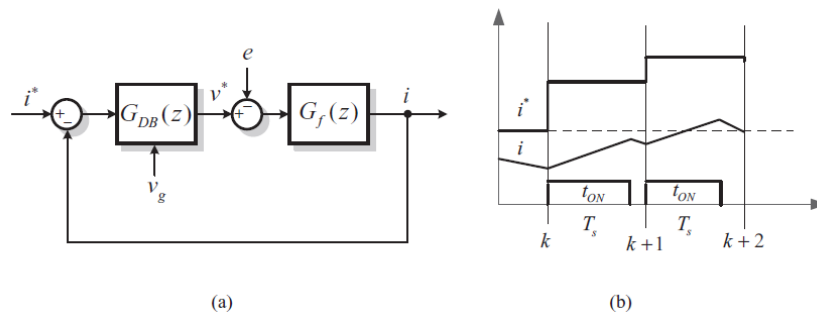 e
i* + − G_DB(z) v* + − G_f(z) i
v_g
(a)
i*
i
t_ON t_ON
T_s T_s
k k+1 k+2
(b)